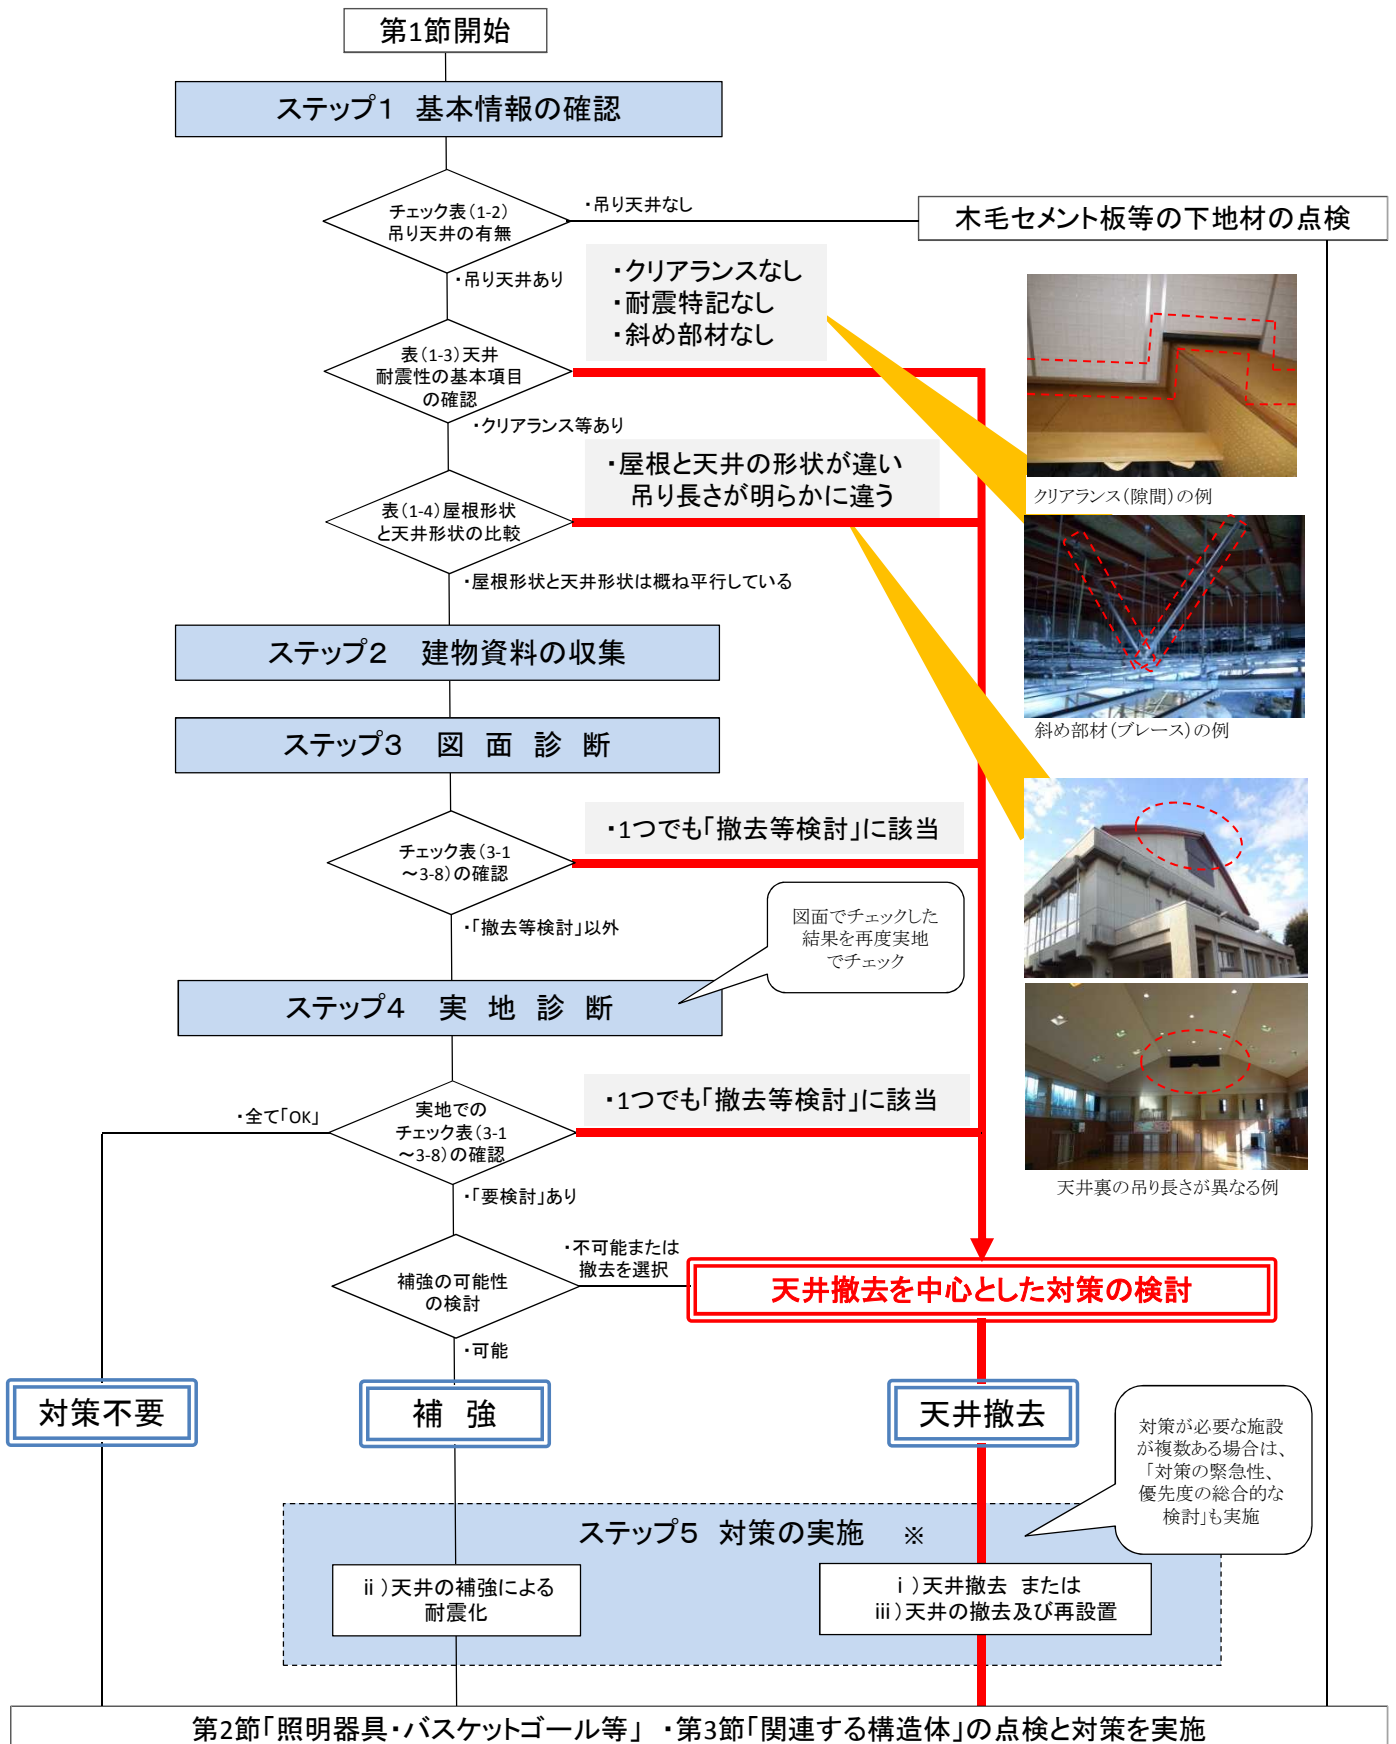 第1節開始
ステップ1 基本情報の確認
チェック表(1-2)
吊り天井の有無
・吊り天井なし
木毛セメント板等の下地材の点検
・吊り天井あり
・クリアランスなし
・耐震特記なし
・斜め部材なし
表(1-3)天井
耐震性の基本項目
の確認
・クリアランス等あり
クリアランス(隙間)の例
・屋根と天井の形状が違い
吊り長さが明らかに違う
表(1-4)屋根形状
と天井形状の比較
・屋根形状と天井形状は概ね平行している
斜め部材(ブレース)の例
ステップ2 建物資料の収集
ステップ3 図 面 診 断
・1つでも「撤去等検討」に該当
チェック表(3-1
～3-8)の確認
・「撤去等検討」以外
図面でチェックした
結果を再度実地
でチェック
ステップ4 実 地 診 断
・1つでも「撤去等検討」に該当
・全て「OK」
実地での
チェック表(3-1
～3-8)の確認
天井裏の吊り長さが異なる例
・「要検討」あり
・不可能または
撤去を選択
補強の可能性
の検討
天井撤去を中心とした対策の検討
・可能
対策不要
補 強
天井撤去
対策が必要な施設
が複数ある場合は、
「対策の緊急性、
優先度の総合的な
検討」も実施
ステップ5 対策の実施 ※
ⅱ)天井の補強による
耐震化
ⅰ)天井撤去 または
ⅲ)天井の撤去及び再設置
第2節「照明器具・バスケットゴール等」 ・第3節「関連する構造体」の点検と対策を実施